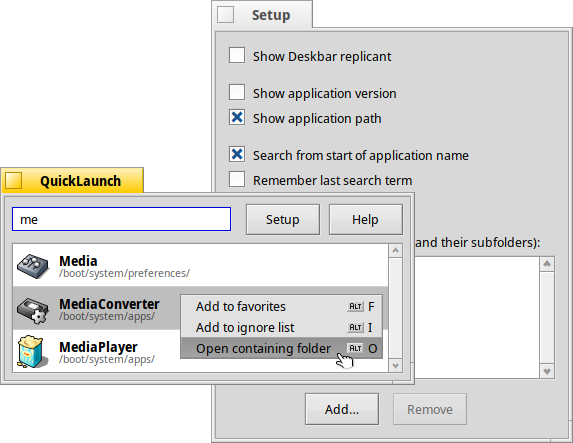 Setup
Show Deskbar replicant
Show application version
Show application path
Search from start of application name
Remember last search term
and their subfolders):
Add...
Remove
QuickLaunch
me
Setup
Help
Media
/boot/system/preferences/
MediaConverter
/boot/system/apps/
MediaPlayer
/boot/system/apps/
Add to favorites ALT F
Add to ignore list ALT I
Open containing folder ALT O